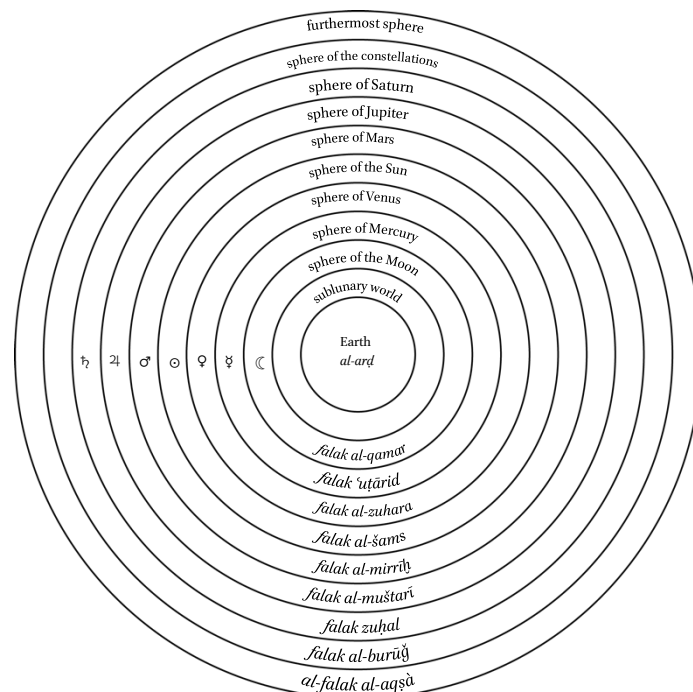 furthermost sphere
sphere of the constellations
sphere of Saturn
sphere of Jupiter
sphere of Mars
sphere of the Sun
sphere of Venus
sphere of Mercury
sphere of the Moon
sublunary world
Earth
al-arḍ
♄ ♃ ♂ ☉ ♀ ☿ ☾
falak al-qamar
falak ʿuṭārid
falak al-zuhara
falak al-šams
falak al-mirrīḫ
falak al-muštarī
falak zuḥal
falak al-burūǧ
al-falak al-aqṣà